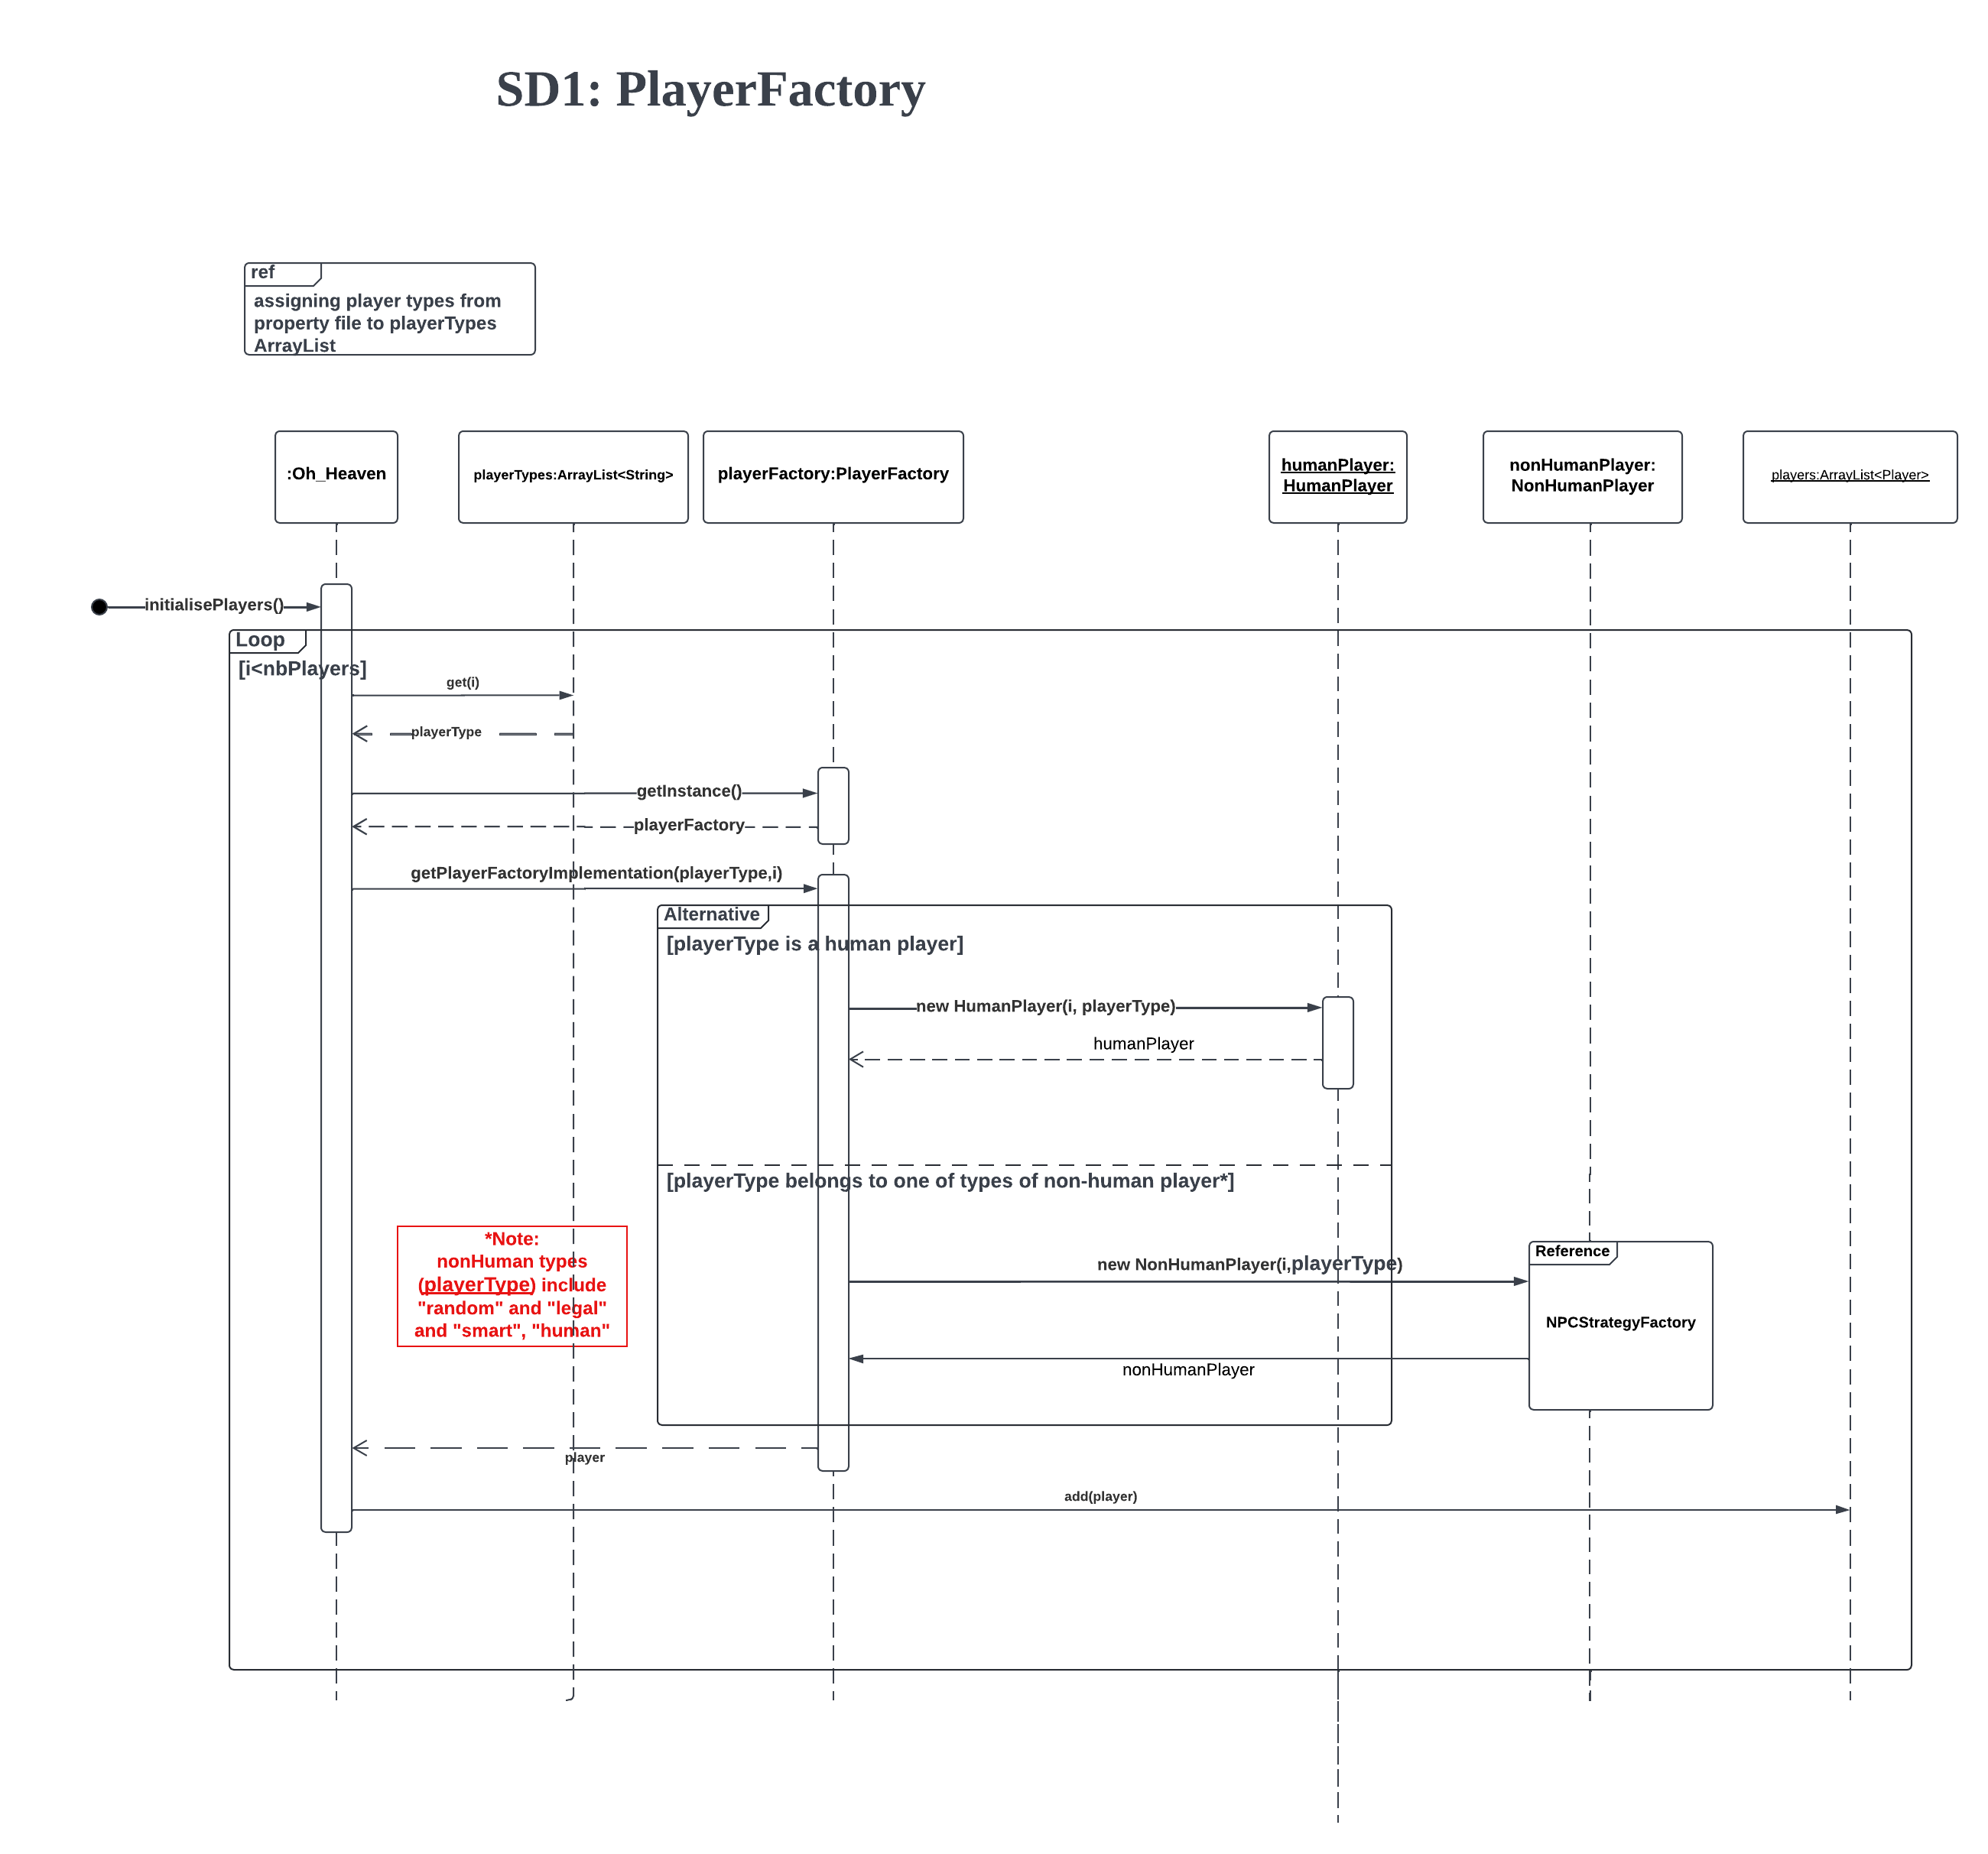 SD1: PlayerFactory
ref
assigning player types from
property file to playerTypes
ArrayList
:Oh_Heaven
playerTypes:ArrayList<String>
playerFactory:PlayerFactory
humanPlayer:
HumanPlayer
nonHumanPlayer:
NonHumanPlayer
players:ArrayList<Player>
initialisePlayers()
Loop
[i<nbPlayers]
get(i)
playerType
getInstance()
playerFactory
getPlayerFactoryImplementation(playerType,i)
Alternative
[playerType is a human player]
new HumanPlayer(i, playerType)
humanPlayer
[playerType belongs to one of types of non-human player*]
*Note:
nonHuman types
(playerType) include
"random" and "legal"
and "smart", "human"
new NonHumanPlayer(i,playerType)
Reference
NPCStrategyFactory
nonHumanPlayer
player
add(player)